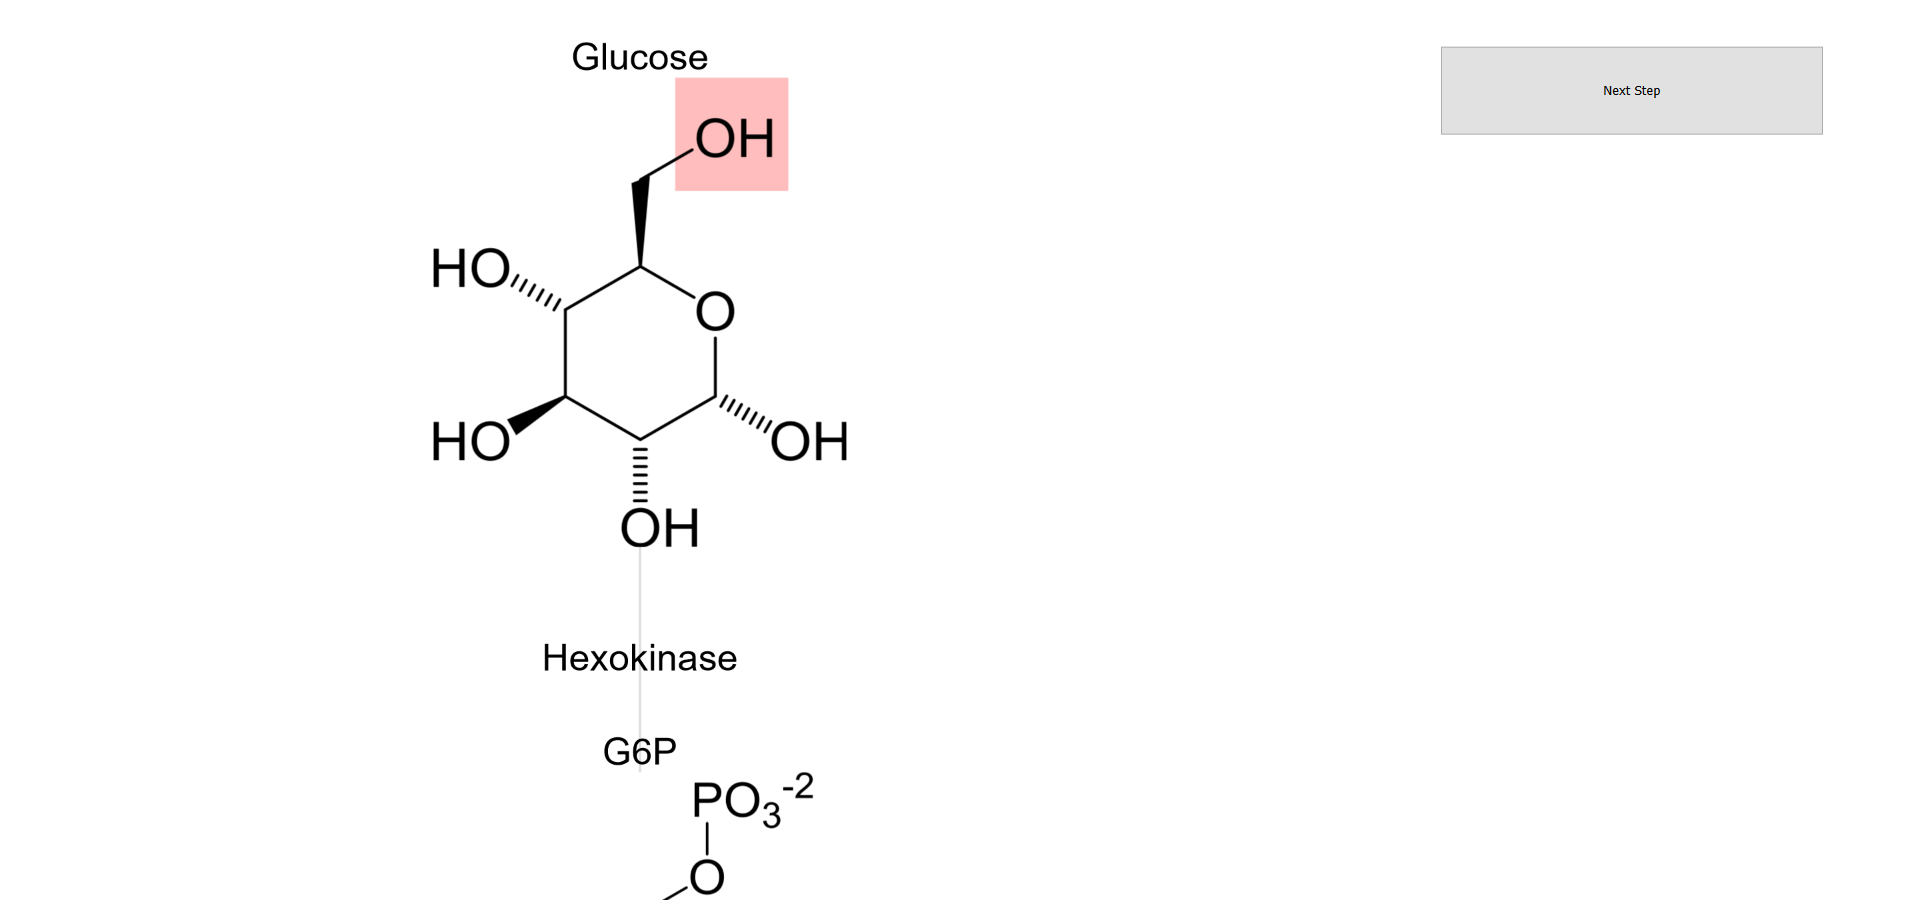 Glucose
Next Step
OH
HO
O
HO
OH
OH
Hexokinase
G6P
PO3-2
O